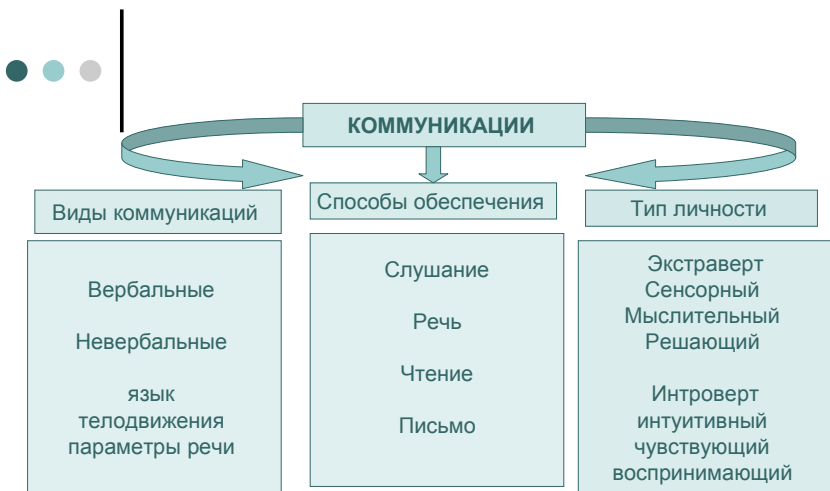 КОММУНИКАЦИИ
Виды коммуникаций
Вербальные
Невербальные
язык
телодвижения
параметры речи
Способы обеспечения
Слушание
Речь
Чтение
Письмо
Тип личности
Экстраверт
Сенсорный
Мыслительный
Решающий
Интроверт
интуитивный
чувствующий
воспринимающий